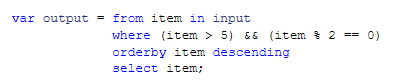 var output = from item in input
where (item > 5) && (item % 2 == 0)
orderby item descending
select item;